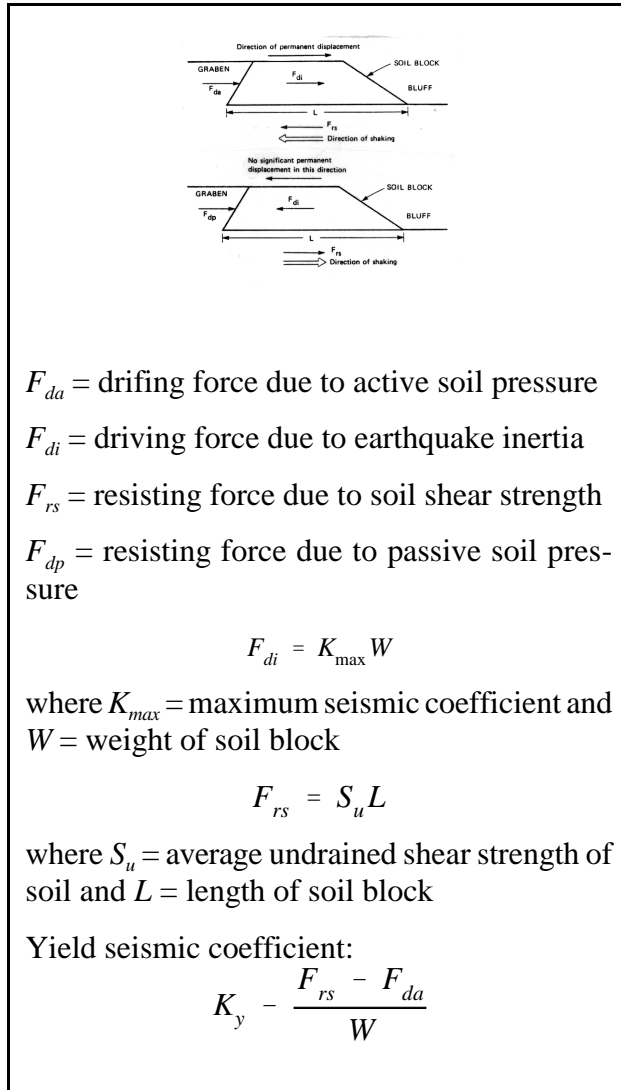 Direction of permanent displacement
GRABEN
SOIL BLOCK
F_di
F_da
BLUFF
L
F_rs
Direction of shaking
No significant permanent
displacement in this direction
GRABEN
SOIL BLOCK
F_di
F_dp
BLUFF
L
F_rs
Direction of shaking
F_da = drifing force due to active soil pressure
F_di = driving force due to earthquake inertia
F_rs = resisting force due to soil shear strength
F_dp = resisting force due to passive soil pres-
sure
F_di = K_max W
where K_max = maximum seismic coefficient and
W = weight of soil block
F_rs = S_u L
where S_u = average undrained shear strength of
soil and L = length of soil block
Yield seismic coefficient:
K_y - (F_rs - F_da) / W